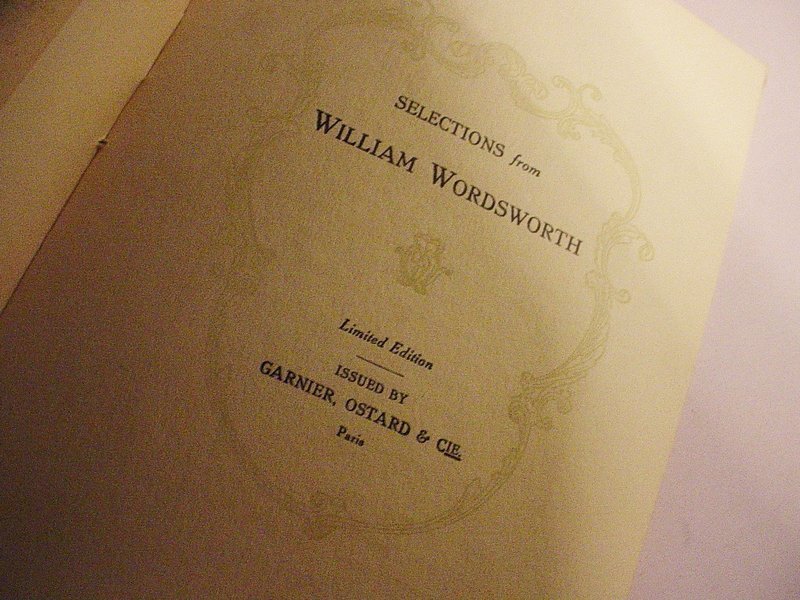 SELECTIONS from
WILLIAM WORDSWORTH
Limited Edition
ISSUED BY
GARNIER, OSTARD & CIE.
Paris